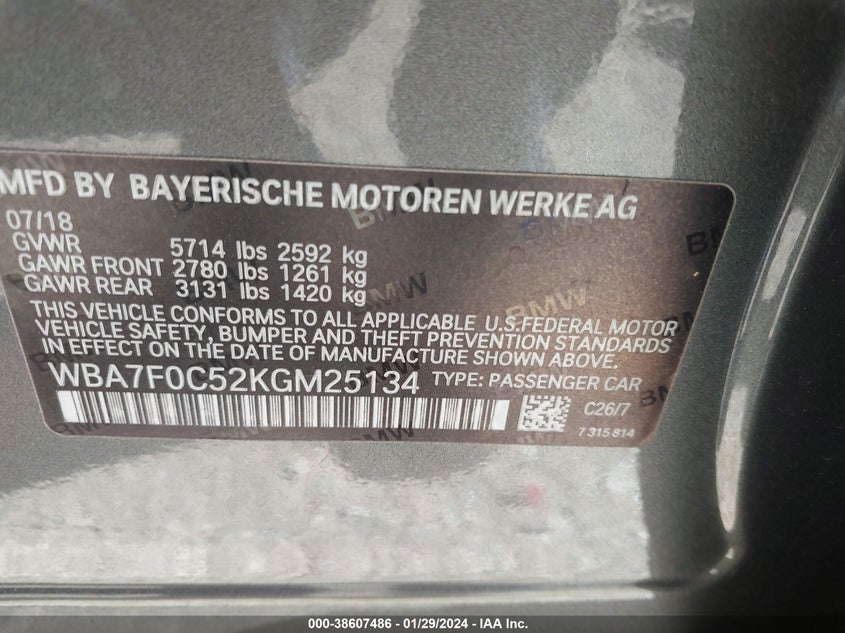 MFD BY BAYERISCHE MOTOREN WERKE AG
07/18
GVWR 5714 lbs 2592 kg
GAWR FRONT 2780 lbs 1261 kg
GAWR REAR 3131 lbs 1420 kg
THIS VEHICLE CONFORMS TO ALL APPLICABLE U.S.FEDERAL MOTOR
VEHICLE SAFETY, BUMPER AND THEFT PREVENTION STANDARDS
IN EFFECT ON THE DATE OF MANUFACTURE SHOWN ABOVE.
WBA7F0C52KGM25134 TYPE: PASSENGER CAR
C26/7
7 315 814
BMW
000-38607486 - 01/29/2024 - IAA Inc.